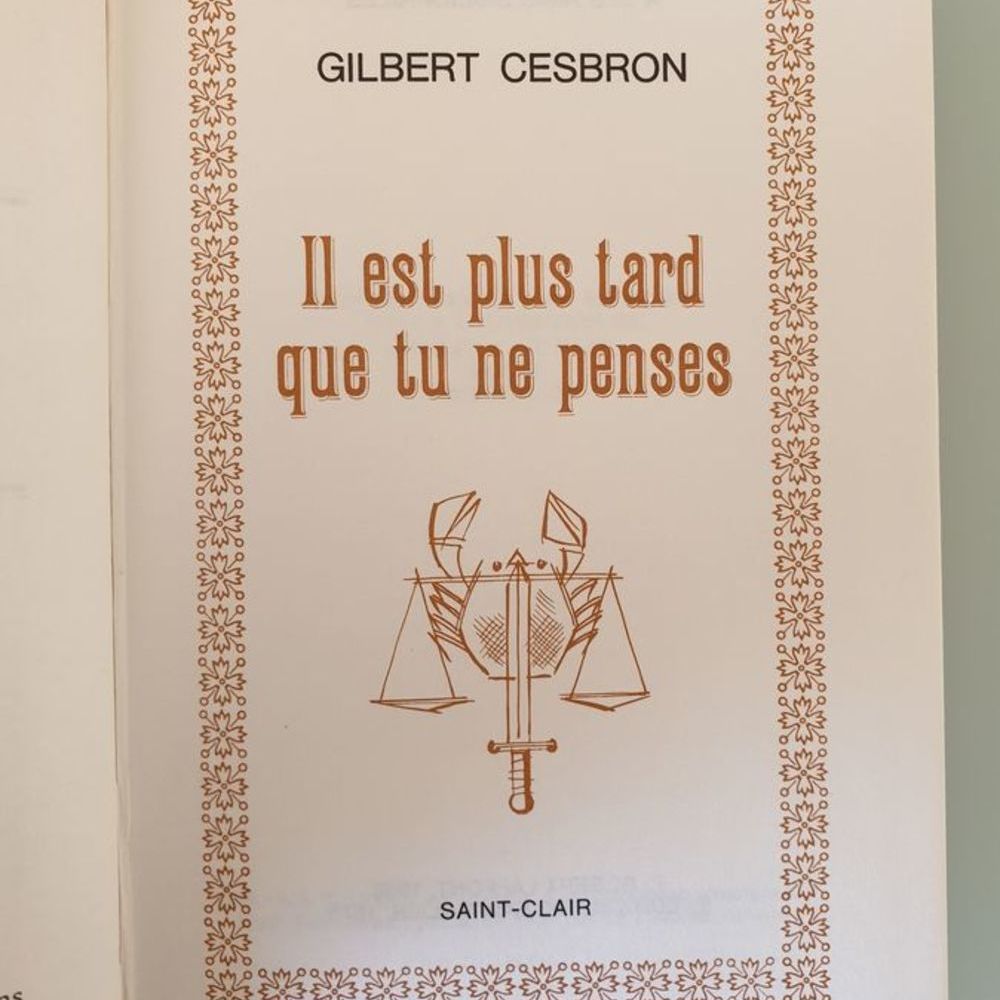 GILBERT CESBRON
Il est plus tard
que tu ne penses
SAINT-CLAIR